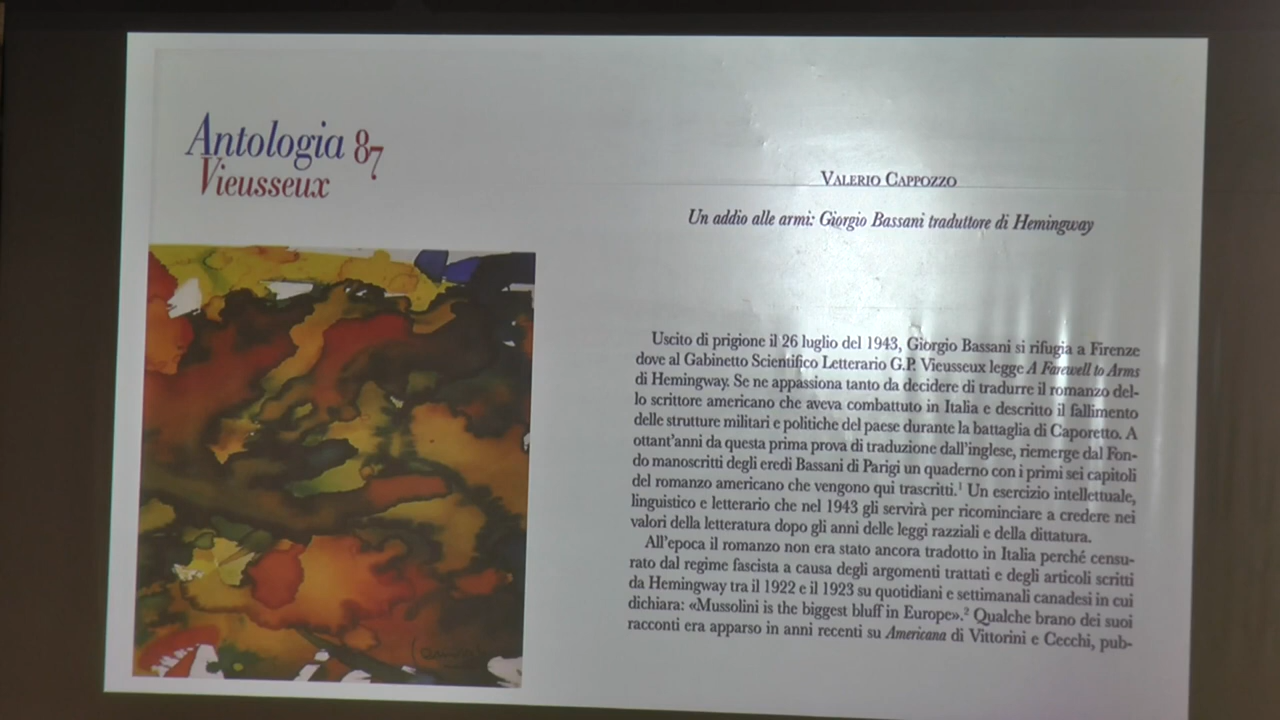 Antologia 87
Vieusseux
VALERIO CAPPOZZO
Un addio alle armi: Giorgio Bassani traduttore di Hemingway
Uscito di prigione il 26 luglio del 1943, Giorgio Bassani si rifugia a Firenze
dove al Gabinetto Scientifico Letterario G.P. Vieusseux legge A Farewell to Arms
di Hemingway. Se ne appassiona tanto da decidere di tradurre il romanzo del-
lo scrittore americano che aveva combattuto in Italia e descritto il fallimento
delle strutture militari e politiche del paese durante la battaglia di Caporetto. A
ottant'anni da questa prima prova di traduzione dall'inglese, riemerge dal Fon-
do manoscritti degli eredi Bassani di Parigi un quaderno con i primi sei capitoli
del romanzo americano che vengono qui trascritti.¹ Un esercizio intellettuale,
linguistico e letterario che nel 1943 gli servirà per ricominciare a credere nei
valori della letteratura dopo gli anni delle leggi razziali e della dittatura.
All'epoca il romanzo non era stato ancora tradotto in Italia perché censu-
rato dal regime fascista a causa degli argomenti trattati e degli articoli scritti
da Hemingway tra il 1922 e il 1923 su quotidiani e settimanali canadesi in cui
dichiara: «Mussolini is the biggest bluff in Europe».² Qualche brano dei suoi
racconti era apparso in anni recenti su Americana di Vittorini e Cecchi, pub-